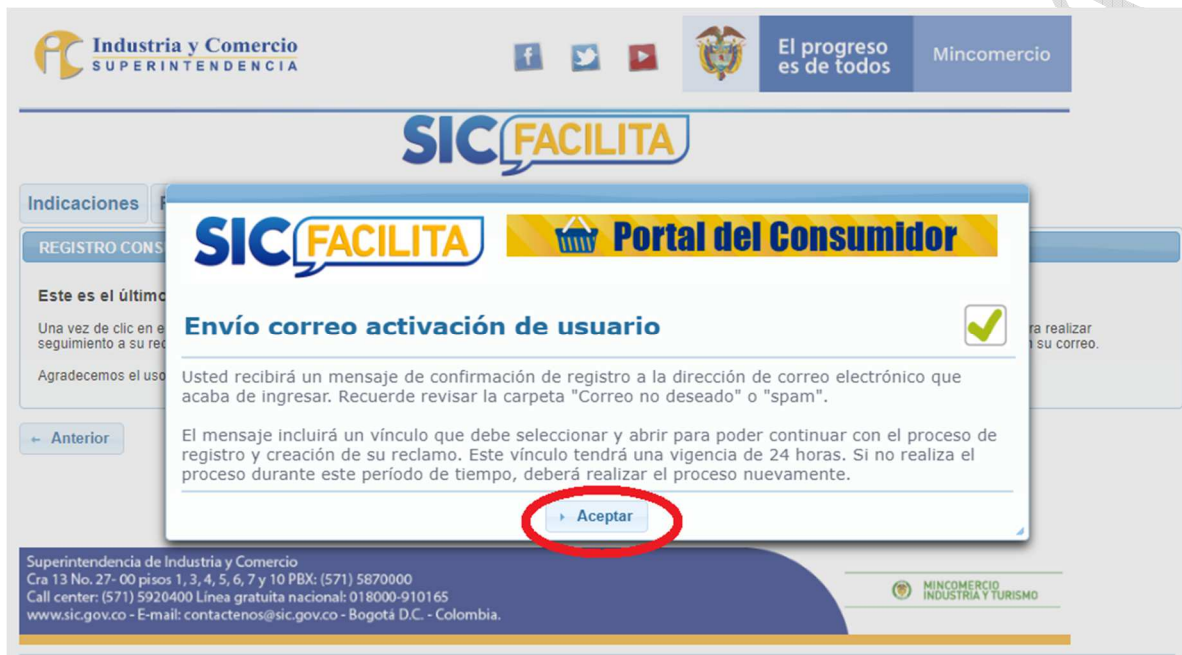 Industria y Comercio
SUPERINTENDENCIA
El progreso
es de todos
Mincomercio
SIC FACILITA
Indicaciones
REGISTRO CONS
Este es el último
Una vez de clic en e
ra realizar
seguimiento a su rec
su correo.
Agradecemos el uso
← Anterior
SIC FACILITA
Portal del Consumidor
Envío correo activación de usuario
Usted recibirá un mensaje de confirmación de registro a la dirección de correo electrónico que
acaba de ingresar. Recuerde revisar la carpeta "Correo no deseado" o "spam".
El mensaje incluirá un vínculo que debe seleccionar y abrir para poder continuar con el proceso de
registro y creación de su reclamo. Este vínculo tendrá una vigencia de 24 horas. Si no realiza el
proceso durante este período de tiempo, deberá realizar el proceso nuevamente.
Aceptar
Superintendencia de Industria y Comercio
Cra 13 No. 27- 00 pisos 1, 3, 4, 5, 6, 7 y 10 PBX: (571) 5870000
Call center: (571) 5920400 Línea gratuita nacional: 018000-910165
www.sic.gov.co - E-mail: contactenos@sic.gov.co - Bogotá D.C. - Colombia.
MINCOMERCIO
INDUSTRIA Y TURISMO